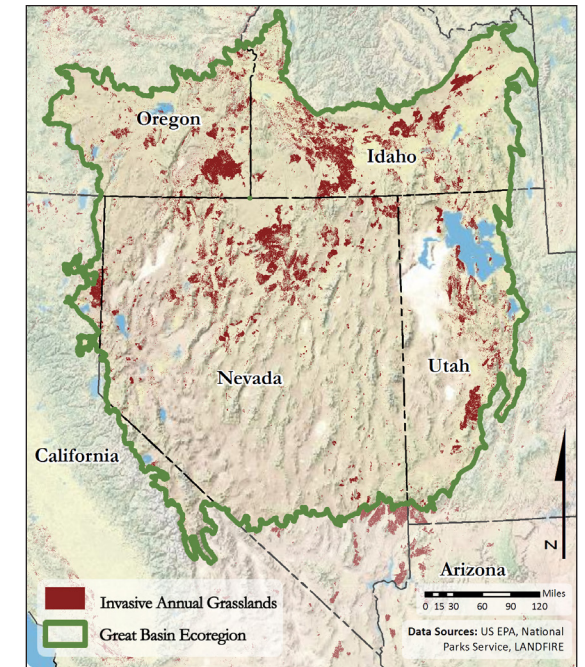 Oregon
Idaho
Nevada
Utah
California
Arizona
N
Invasive Annual Grasslands
Great Basin Ecoregion
Miles
0 15 30 60 90 120
Data Sources: US EPA, National
Parks Service, LANDFIRE